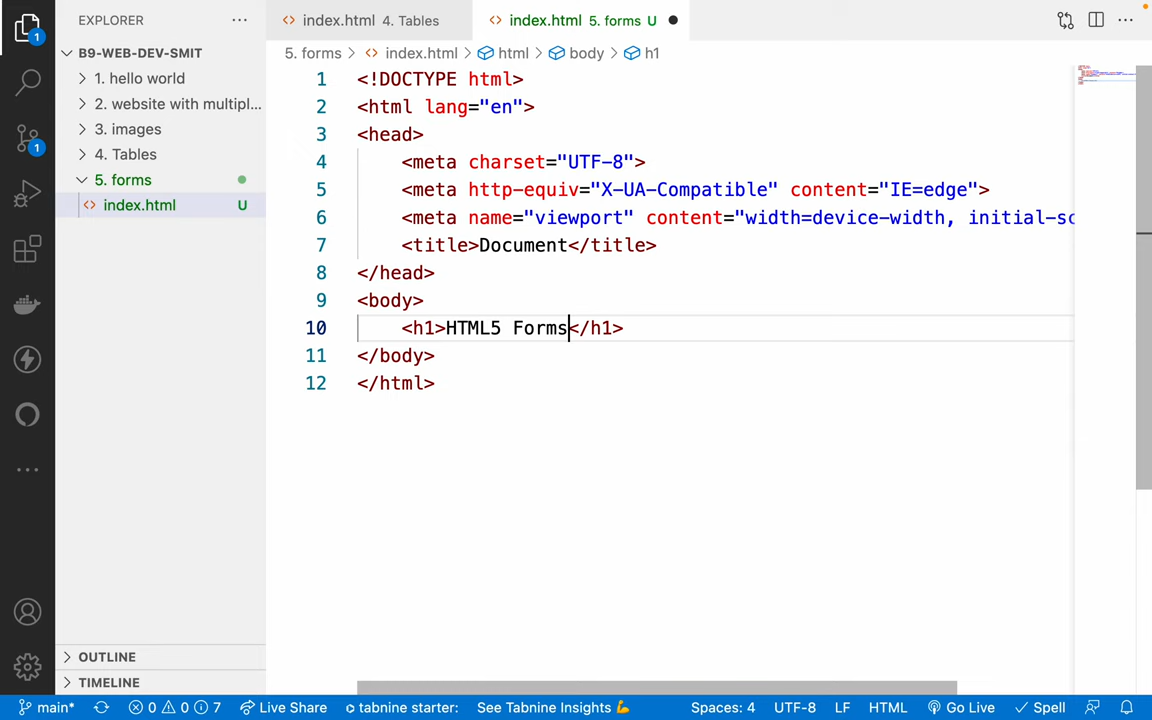 EXPLORER ···
B9-WEB-DEV-SMIT
1. hello world
2. website with multipl...
3. images
4. Tables
5. forms
index.html U
OUTLINE
TIMELINE
index.html 4. Tables
index.html 5. forms U
5. forms > index.html > html > body > h1
1 <!DOCTYPE html>
2 <html lang="en">
3 <head>
4 <meta charset="UTF-8">
5 <meta http-equiv="X-UA-Compatible" content="IE=edge">
6 <meta name="viewport" content="width=device-width, initial-sc
7 <title>Document</title>
8 </head>
9 <body>
10 <h1>HTML5 Forms</h1>
11 </body>
12 </html>
1
1
main* 0 0 7 Live Share tabnine starter: See Tabnine Insights 💪 Spaces: 4 UTF-8 LF HTML Go Live Spell